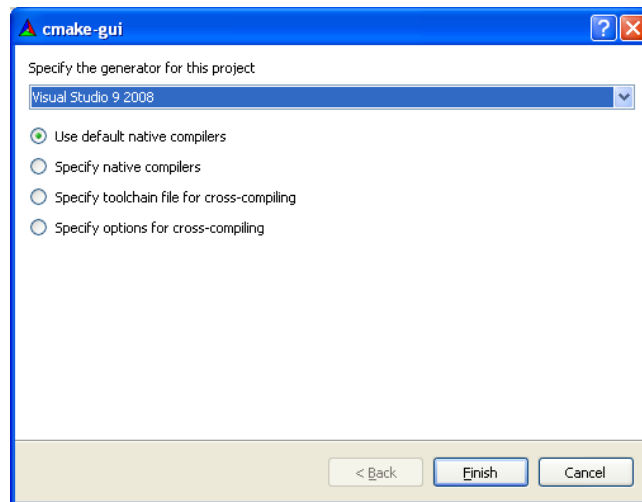 cmake-gui
Specify the generator for this project
Visual Studio 9 2008
Use default native compilers
Specify native compilers
Specify toolchain file for cross-compiling
Specify options for cross-compiling
< Back Finish Cancel